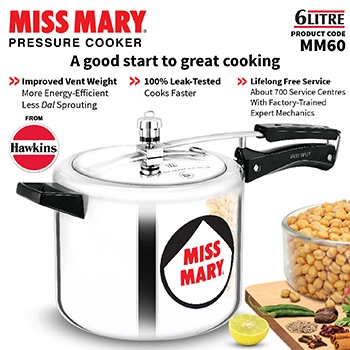 MISS MARY®
PRESSURE COOKER
6LITRE
PRODUCT CODE
MM60
A good start to great cooking
Improved Vent Weight
More Energy-Efficient
Less Dal Sprouting
100% Leak-Tested
Cooks Faster
Lifelong Free Service
About 700 Service Centres
With Factory-Trained
Expert Mechanics
FROM
Hawkins
MISS
MARY®